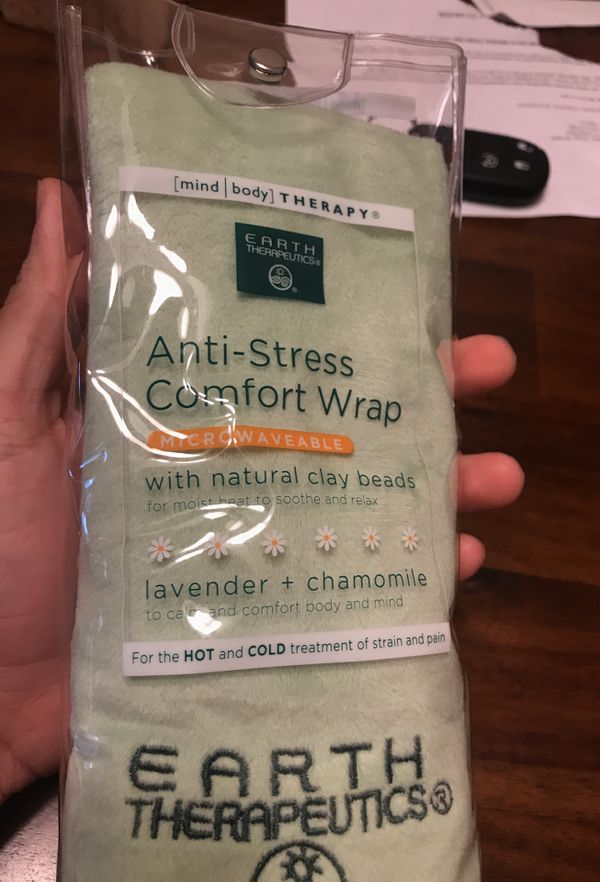 [mind|body] THERAPY®
EARTH
THERAPEUTICS®
Anti-Stress
Comfort Wrap
MICROWAVEABLE
with natural clay beads
for moist heat to soothe and relax
lavender + chamomile
to calm and comfort body and mind
For the HOT and COLD treatment of strain and pain
EARTH
THERAPEUTICS®